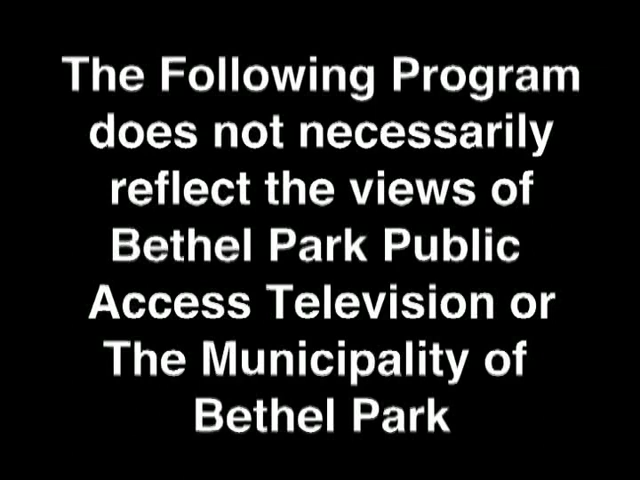 The Following Program
does not necessarily
reflect the views of
Bethel Park Public
Access Television or
The Municipality of
Bethel Park